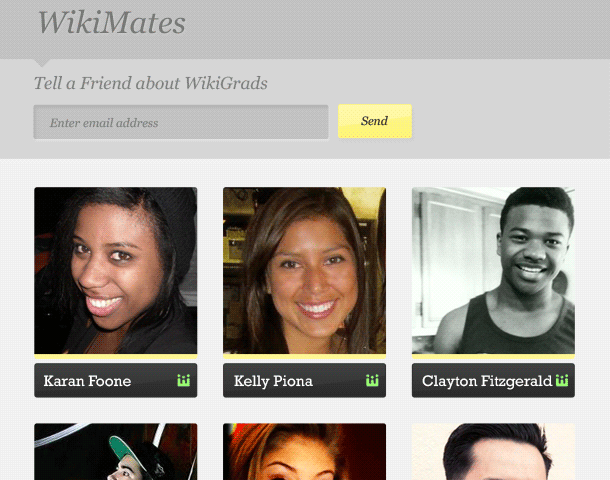 WikiMates
Tell a Friend about WikiGrads
Enter email address
Send
Karan Foone
Kelly Piona
Clayton Fitzgerald